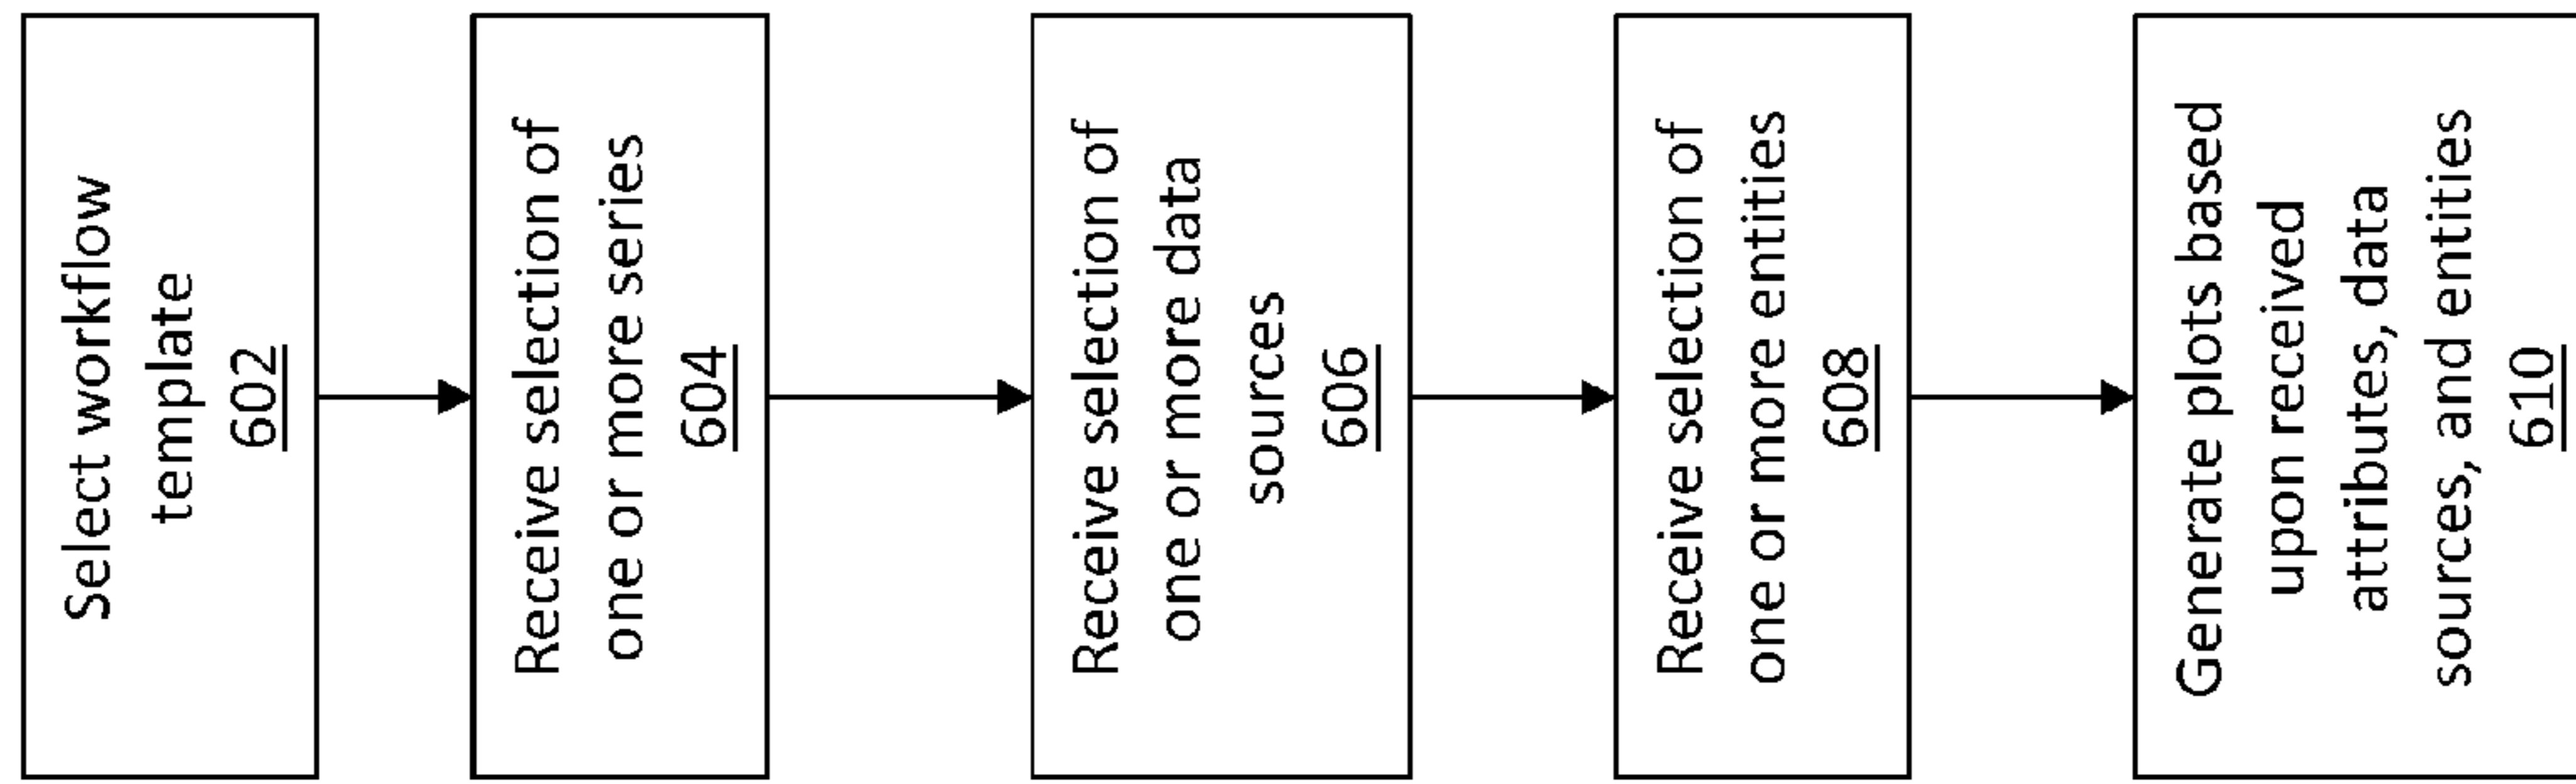 Select workflow
template
602
Receive selection of
one or more series
604
Receive selection of
one or more data
sources
606
Receive selection of
one or more entities
608
Generate plots based
upon received
attributes, data
sources, and entities
610